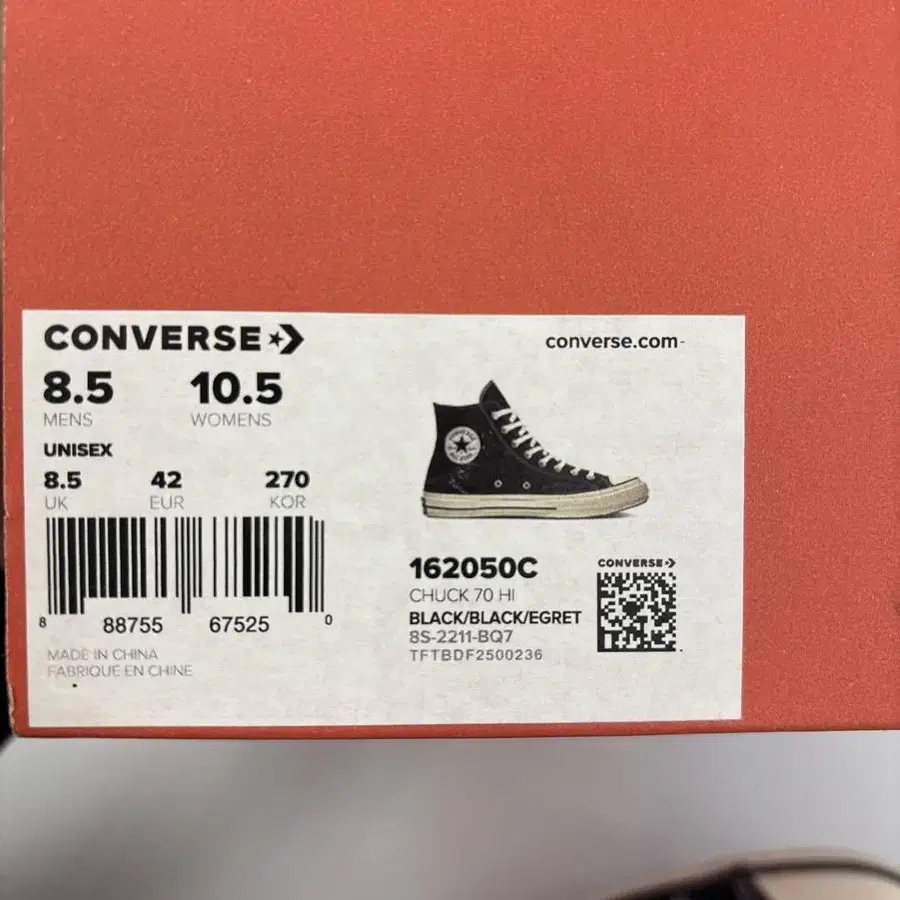 CONVERSE
converse.com
8.5 10.5
MENS WOMENS
UNISEX
8.5 42 270
UK EUR KOR
8 88755 67525 0
MADE IN CHINA
FABRIQUE EN CHINE
162050C
CHUCK 70 HI
BLACK/BLACK/EGRET
8S-2211-BQ7
TFTBDF2500236
CONVERSE